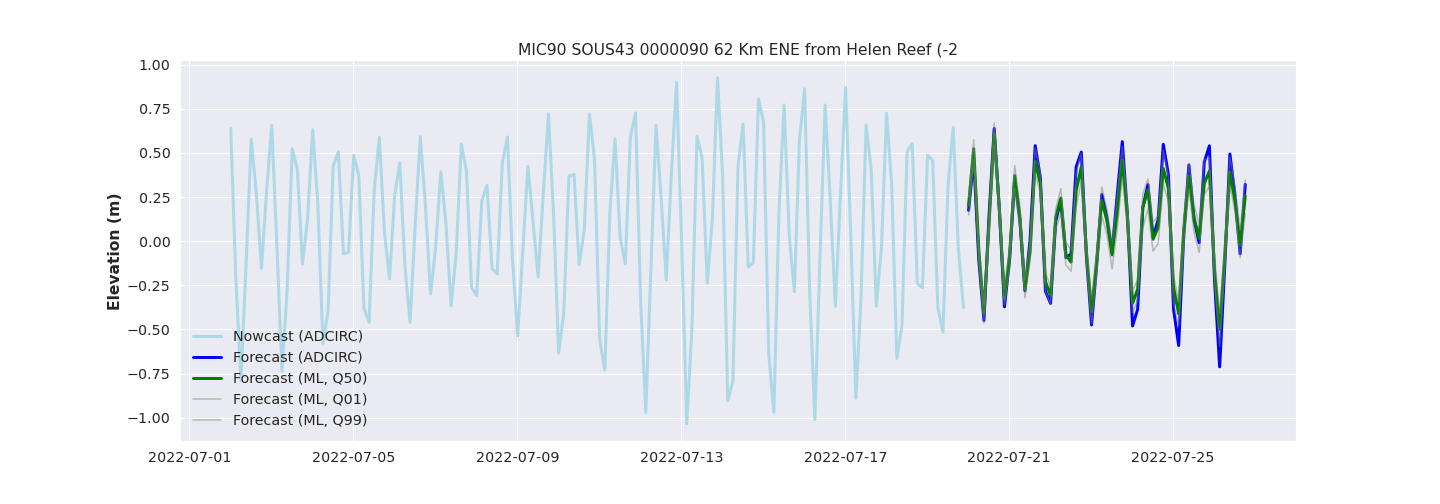 MIC90 SOUS43 0000090 62 Km ENE from Helen Reef (-2
Elevation (m)
1.00
0.75
0.50
0.25
0.00
−0.25
−0.50
−0.75
−1.00
Nowcast (ADCIRC)
Forecast (ADCIRC)
Forecast (ML, Q50)
Forecast (ML, Q01)
Forecast (ML, Q99)
2022-07-01 2022-07-05 2022-07-09 2022-07-13 2022-07-17 2022-07-21 2022-07-25